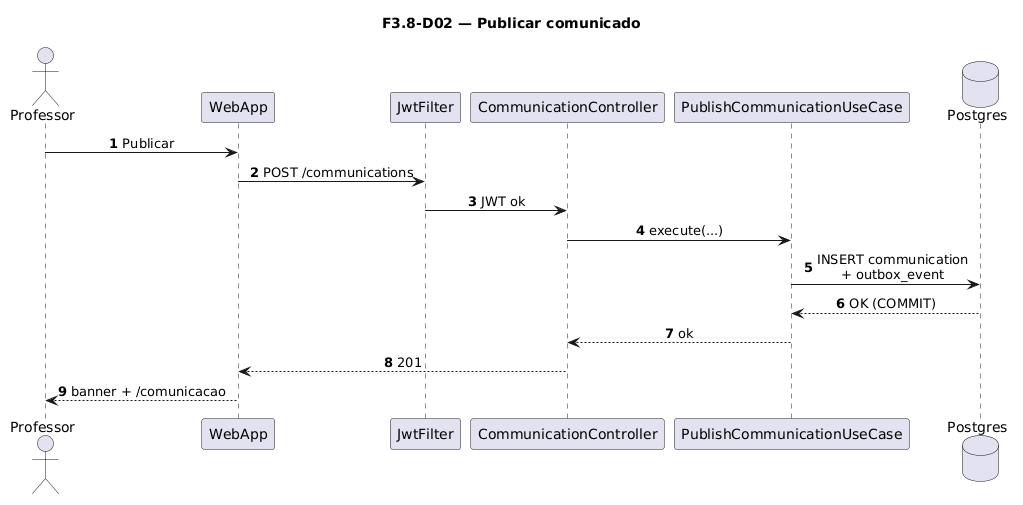 F3.8-D02 — Publicar comunicado
Professor
WebApp
JwtFilter
CommunicationController
PublishCommunicationUseCase
Postgres
1 Publicar
2 POST /communications
3 JWT ok
4 execute(...)
5 INSERT communication
+ outbox_event
6 OK (COMMIT)
7 ok
8 201
9 banner + /comunicacao
Professor
WebApp
JwtFilter
CommunicationController
PublishCommunicationUseCase
Postgres